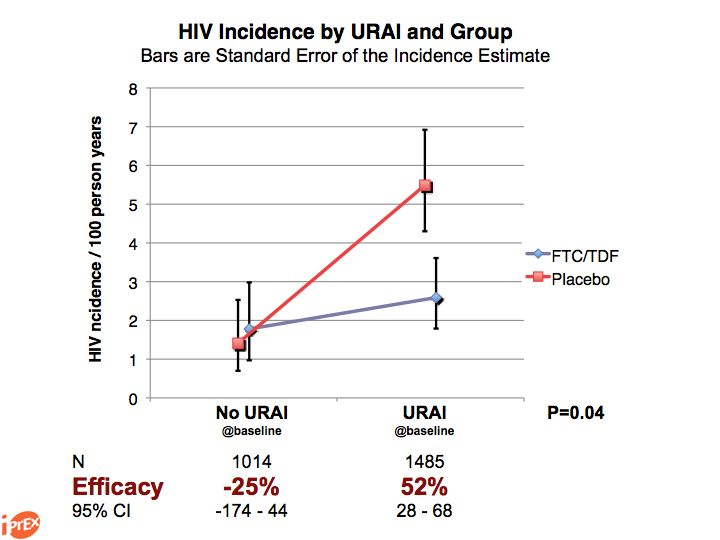 HIV Incidence by URAI and Group
Bars are Standard Error of the Incidence Estimate
HIV ncidence / 100 person years
8
7
6
5
4
3
2
1
0
FTC/TDF
Placebo
No URAI URAI P=0.04
@baseline @baseline
N 1014 1485
Efficacy -25% 52%
95% CI -174 - 44 28 - 68
iPrEx